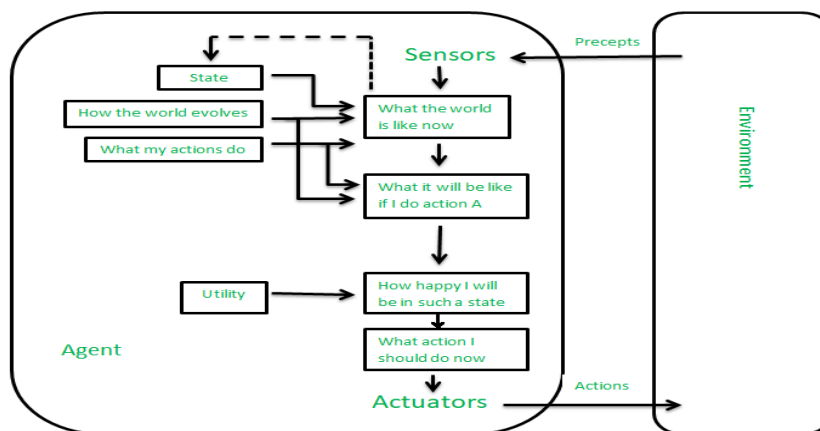 Sensors
Precepts
State
How the world evolves
What the world
is like now
What my actions do
What it will be like
if I do action A
Environment
Utility
How happy I will
be in such a state
Agent
What action I
should do now
Actuators
Actions